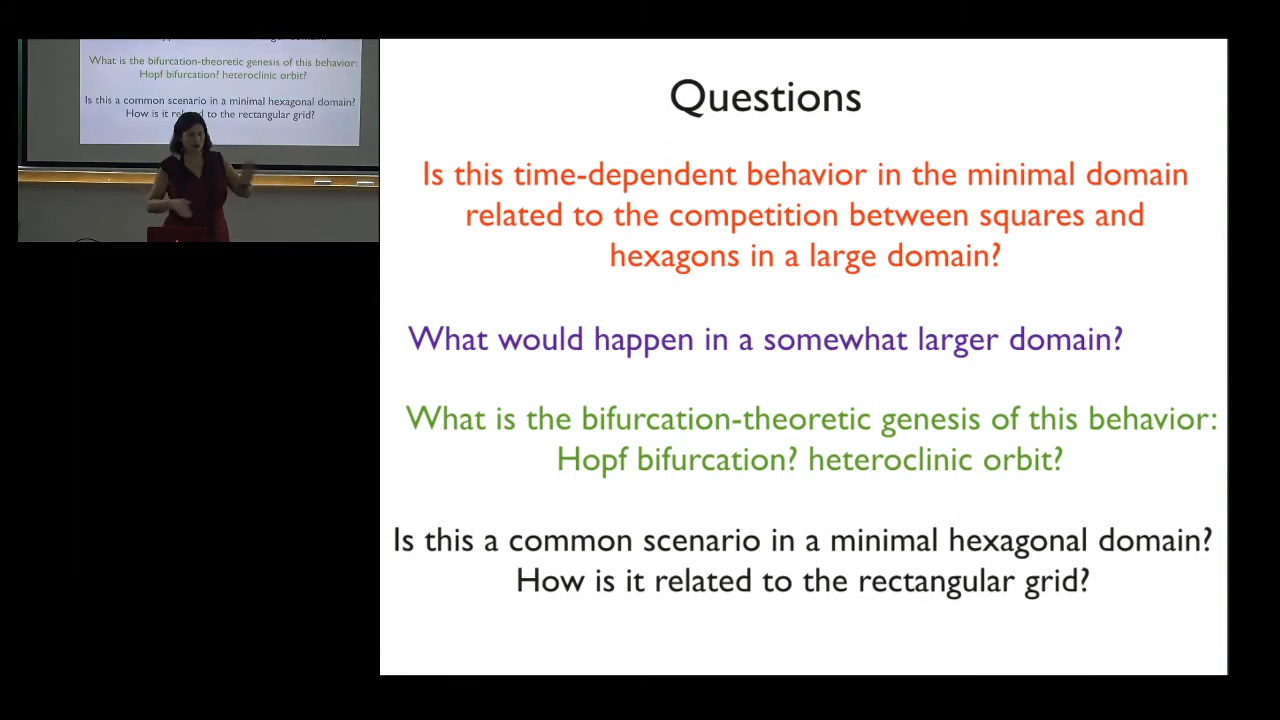 What is the bifurcation-theoretic genesis of this behavior:
Hopf bifurcation? heteroclinic orbit?
Is this a common scenario in a minimal hexagonal domain?
How is it to the rectangular grid?
Questions
Is this time-dependent behavior in the minimal domain
related to the competition between squares and
hexagons in a large domain?
What would happen in a somewhat larger domain?
What is the bifurcation-theoretic genesis of this behavior:
Hopf bifurcation? heteroclinic orbit?
Is this a common scenario in a minimal hexagonal domain?
How is it related to the rectangular grid?